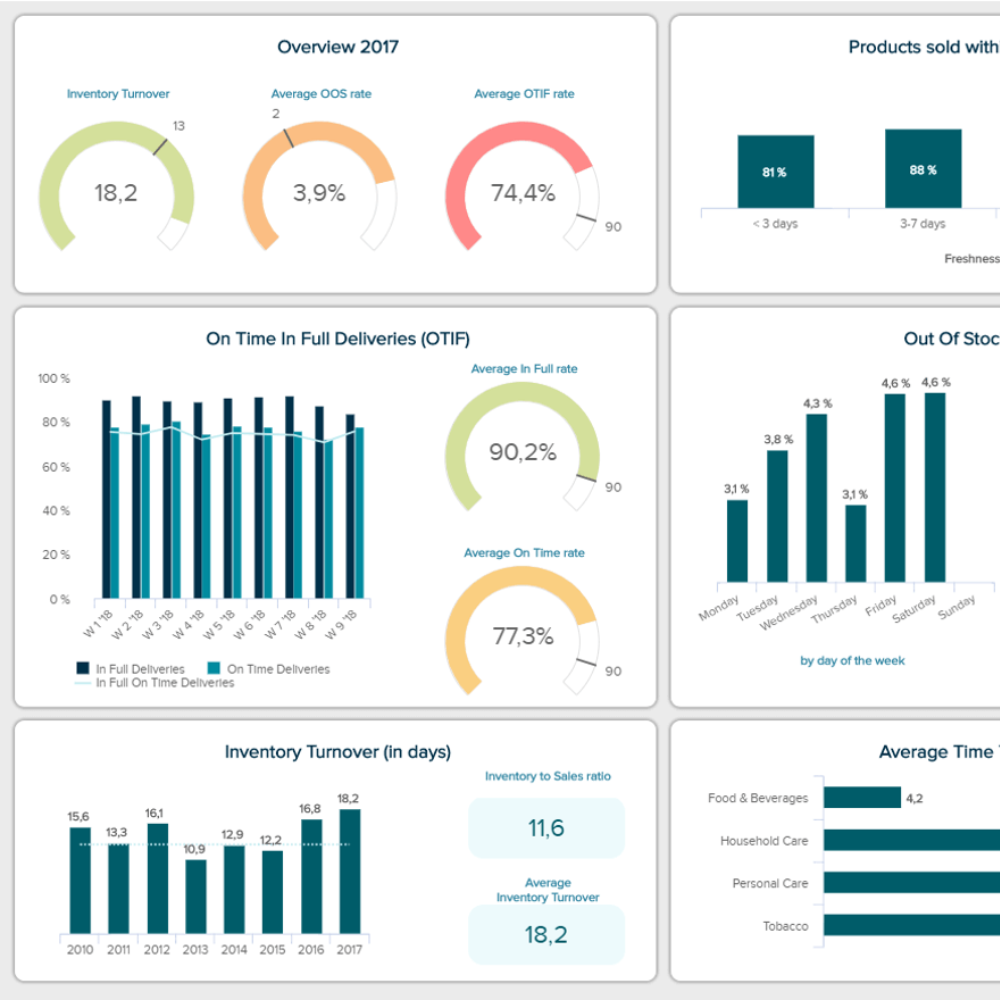 Overview 2017
Inventory Turnover
13
18,2
Average OOS rate
2
3,9%
Average OTIF rate
74,4%
90
Products sold with
81 %
88 %
< 3 days
3-7 days
Freshness
On Time In Full Deliveries (OTIF)
100 %
80 %
60 %
40 %
20 %
0 %
W 1 '18
W 2 '18
W 3 '18
W 4 '18
W 5 '18
W 6 '18
W 7 '18
W 8 '18
W 9 '18
In Full Deliveries
On Time Deliveries
In Full On Time Deliveries
Average In Full rate
90,2%
90
Average On Time rate
77,3%
90
Out Of Stoc
3,1 %
3,8 %
4,3 %
3,1 %
4,6 %
4,6 %
Monday
Tuesday
Wednesday
Thursday
Friday
Saturday
Sunday
by day of the week
Inventory Turnover (in days)
15,6
13,3
16,1
10,9
12,9
12,2
16,8
18,2
2010
2011
2012
2013
2014
2015
2016
2017
Inventory to Sales ratio
11,6
Average
Inventory Turnover
18,2
Average Time
Food & Beverages
4,2
Household Care
Personal Care
Tobacco